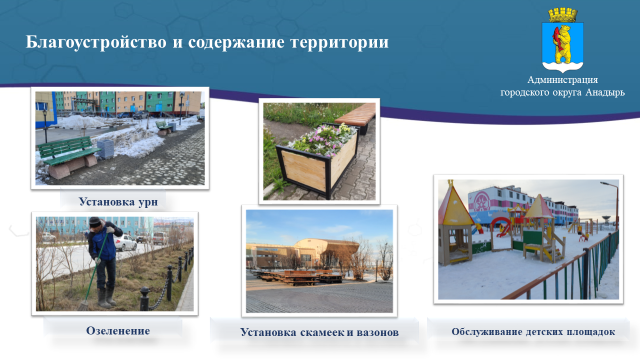 Благоустройство и содержание территории
Администрация
городского округа Анадырь
Установка урн
Озеленение
Установка скамеек и вазонов
Обслуживание детских площадок